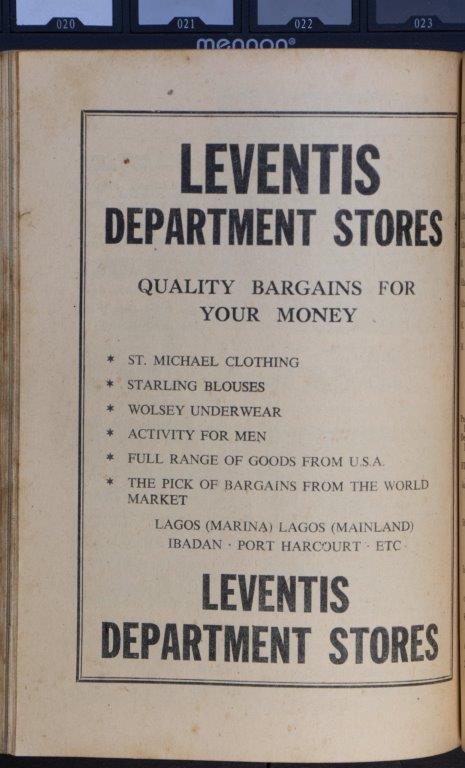 020 021 022 023
mennon®
LEVENTIS
DEPARTMENT STORES
QUALITY BARGAINS FOR
YOUR MONEY
* ST. MICHAEL CLOTHING
* STARLING BLOUSES
* WOLSEY UNDERWEAR
* ACTIVITY FOR MEN
* FULL RANGE OF GOODS FROM U.S.A.
* THE PICK OF BARGAINS FROM THE WORLD
MARKET
LAGOS (MARINA) LAGOS (MAINLAND)
IBADAN · PORT HARCOURT · ETC ·
LEVENTIS
DEPARTMENT STORES